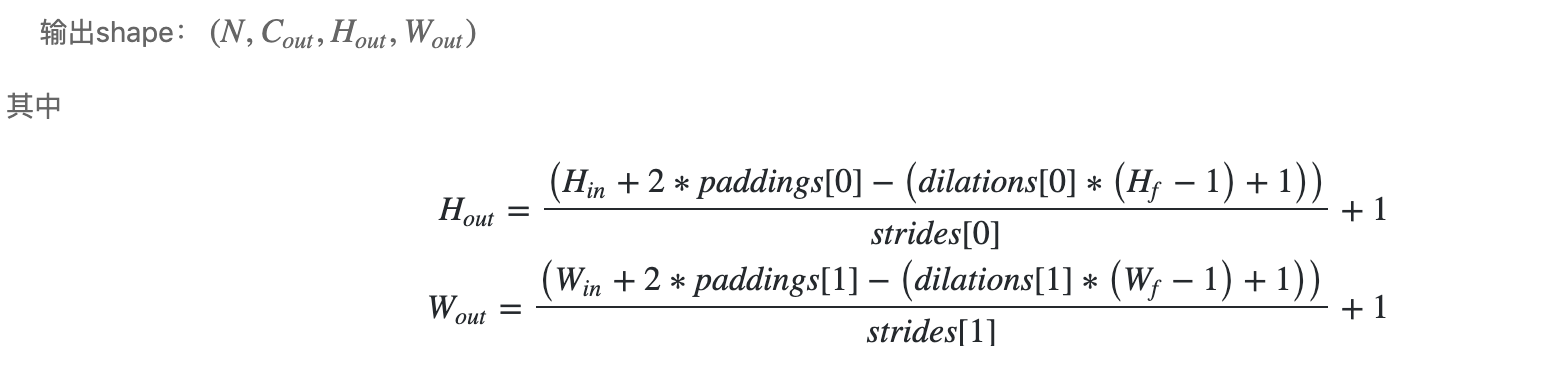 输出shape： (N, C_out, H_out, W_out)
其中
H_out = (H_in + 2 * paddings[0] − (dilations[0] * (H_f − 1) + 1)) / strides[0] + 1
W_out = (W_in + 2 * paddings[1] − (dilations[1] * (W_f − 1) + 1)) / strides[1] + 1